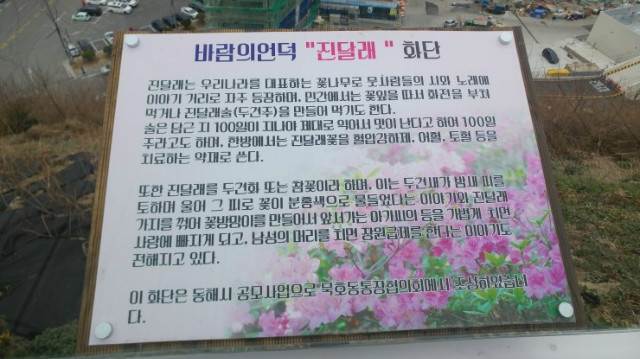 바람의언덕 "진달래 " 화단
진달래는 우리나라를 대표하는 꽃나무로 뭇사람들의 시와 노래에
이야기 거리로 자주 등장하며, 민간에서는 꽃잎을 따서 화전을 부쳐
먹거나 진달래술(두견주)을 만들어 먹기도 한다.
술은 담근 지 100일이 지나야 제대로 익어서 맛이 난다고 하여 100일
주라고도 하며, 한방에서는 진달래꽃을 혈압강하제, 어혈, 토혈 등을
치료하는 약재로 쓴다.
또한 진달래를 두견화 또는 참꽃이라 하며, 이는 두견새가 밤새 피를
토하며 울어 그 피로 꽃이 분홍색으로 물들었다는 이야기와 진달래
가지를 꺾어 꽃방망이를 만들어서 앞서가는 아가씨의 등을 가볍게 치면
사랑에 빠지게 되고, 남성의 머리를 치면 장원급제를 한다는 이야기도
전해지고 있다.
이 화단은 동해시 공모사업으로 묵호동통장협의회에서 조성하였습니
다.